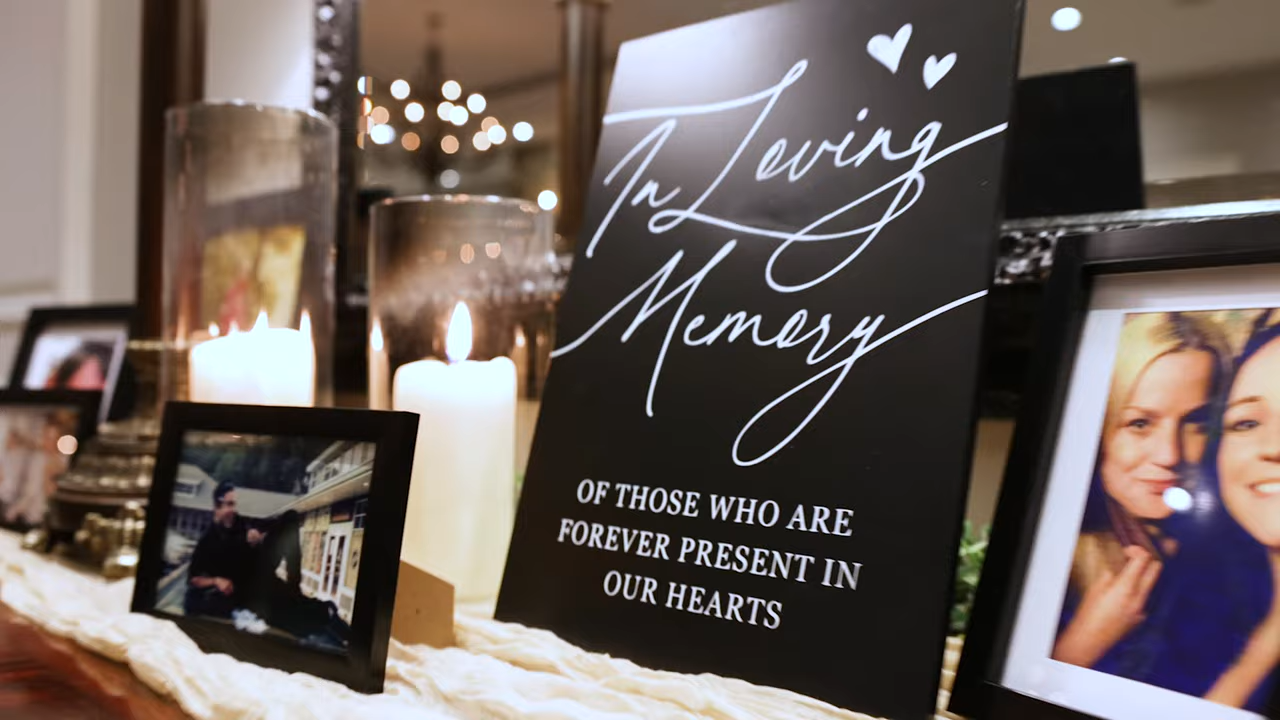 In Loving
Memory
OF THOSE WHO ARE
FOREVER PRESENT IN
OUR HEARTS